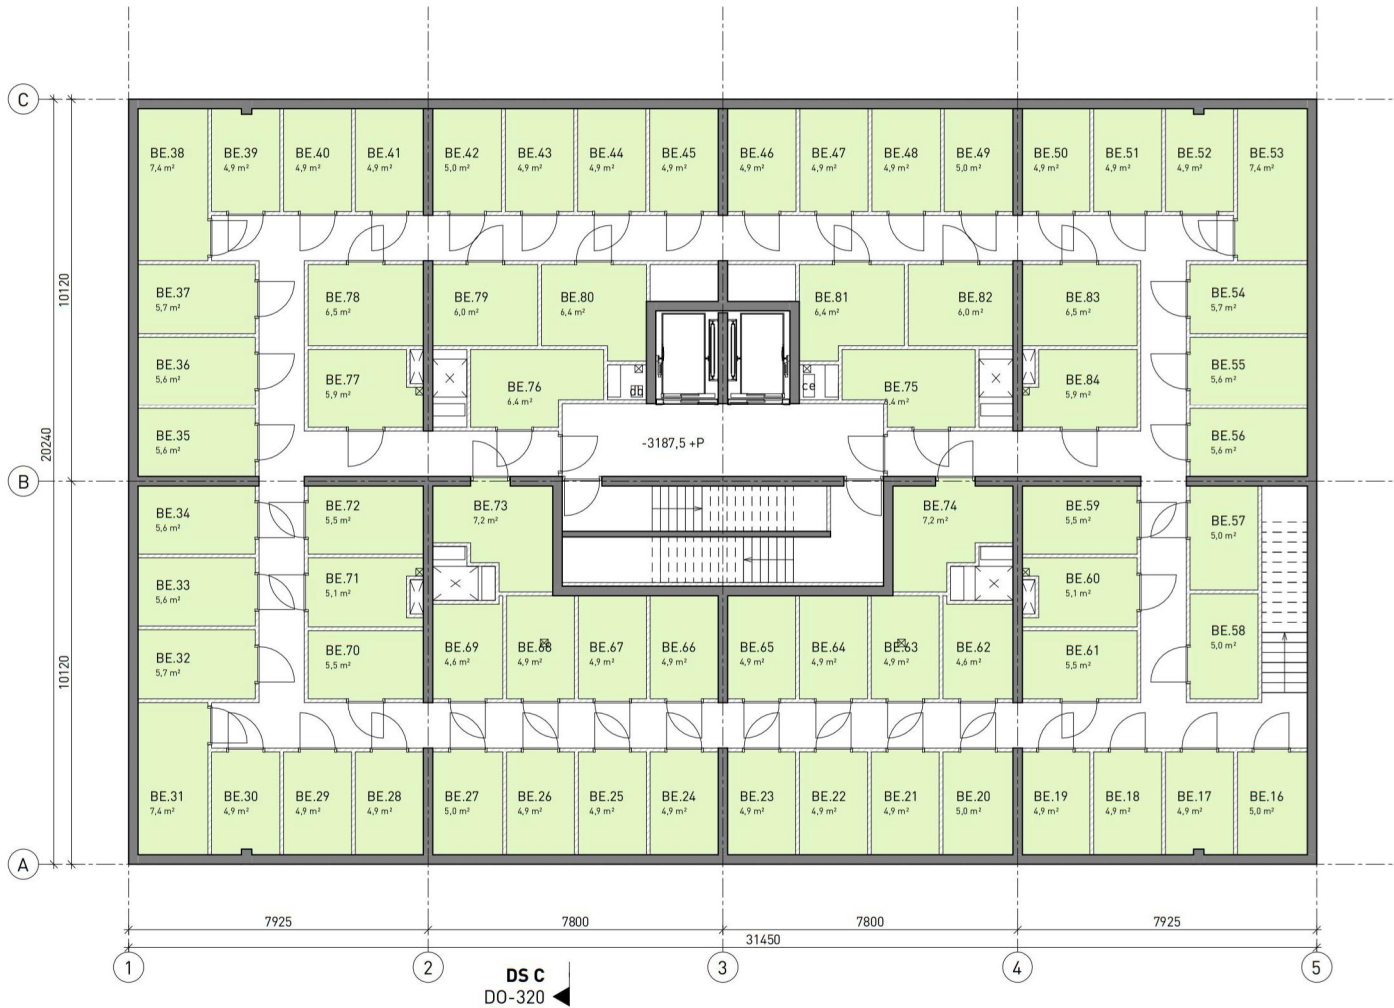 C
BE.38
7,4 m²
BE.39
4,9 m²
BE.40
4,9 m²
BE.41
4,9 m²
BE.42
5,0 m²
BE.43
4,9 m²
BE.44
4,9 m²
BE.45
4,9 m²
BE.46
4,9 m²
BE.47
4,9 m²
BE.48
4,9 m²
BE.49
5,0 m²
BE.50
4,9 m²
BE.51
4,9 m²
BE.52
4,9 m²
BE.53
7,4 m²
BE.37
5,7 m²
BE.78
6,5 m²
BE.79
6,0 m²
BE.80
6,4 m²
BE.81
6,4 m²
BE.82
6,0 m²
BE.83
6,5 m²
BE.54
5,7 m²
10120
BE.36
5,6 m²
BE.77
5,9 m²
BE.76
6,4 m²
BE.75
BE.84
5,9 m²
BE.55
5,6 m²
20240
BE.35
5,6 m²
-3187,5 +P
BE.56
5,6 m²
B
BE.34
5,6 m²
BE.72
5,5 m²
BE.73
7,2 m²
BE.74
7,2 m²
BE.59
5,5 m²
BE.57
5,0 m²
BE.33
5,6 m²
BE.71
5,1 m²
BE.60
5,1 m²
BE.58
5,0 m²
10120
BE.32
5,7 m²
BE.70
5,5 m²
BE.69
4,6 m²
BE.68
4,9 m²
BE.67
4,9 m²
BE.66
4,9 m²
BE.65
4,9 m²
BE.64
4,9 m²
BE.63
4,9 m²
BE.62
4,6 m²
BE.61
5,5 m²
BE.31
7,4 m²
BE.30
4,9 m²
BE.29
4,9 m²
BE.28
4,9 m²
BE.27
5,0 m²
BE.26
4,9 m²
BE.25
4,9 m²
BE.24
4,9 m²
BE.23
4,9 m²
BE.22
4,9 m²
BE.21
4,9 m²
BE.20
5,0 m²
BE.19
4,9 m²
BE.18
4,9 m²
BE.17
4,9 m²
BE.16
5,0 m²
A
7925
7800
7800
7925
31450
1
2
3
4
5
DS C
DO-320